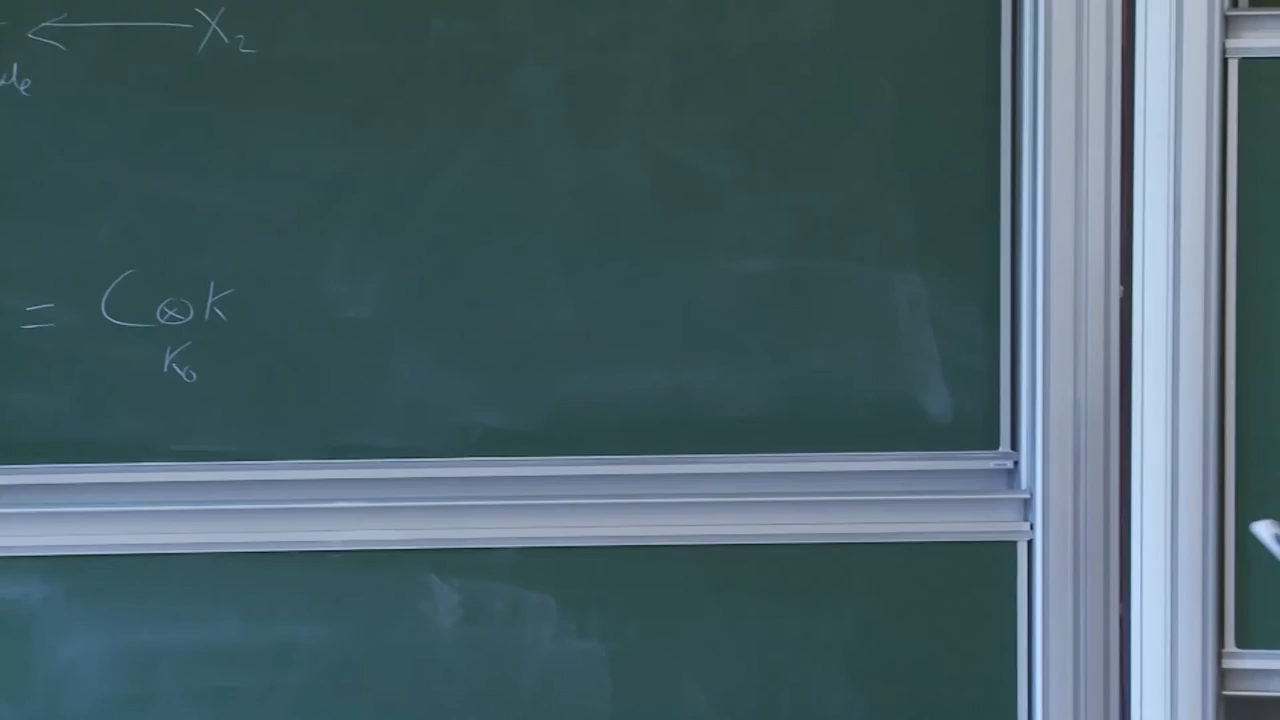 ← X₂
= C ⊗ K
K₀